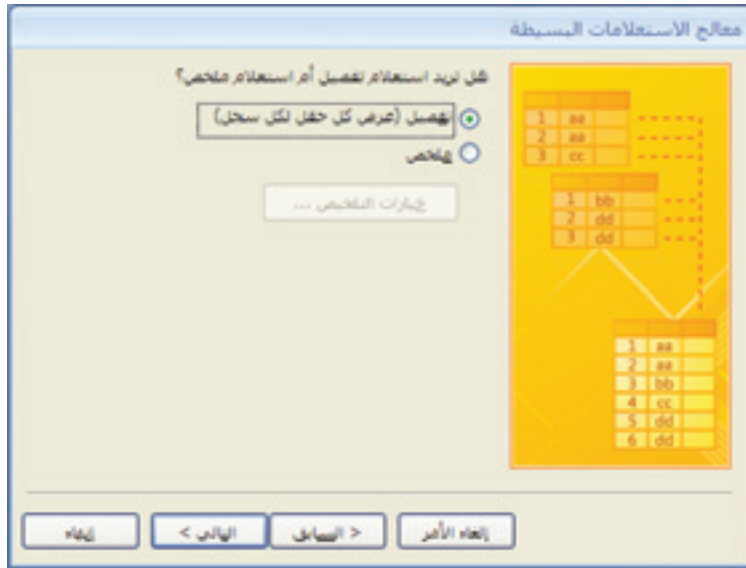 معالج الاستعلامات البسيطة
هل تريد استعلام تفصيل أم استعلام ملخص؟
تفصيل (عرض كل حقل لكل سجل)
ملخص
خيارات التلخيص ...
1 aa
2 aa
3 cc
1 bb
2 dd
3 dd
1 aa
2 aa
3 bb
4 cc
5 dd
6 dd
إلغاء الأمر
< السابق
التالي >
إنهاء